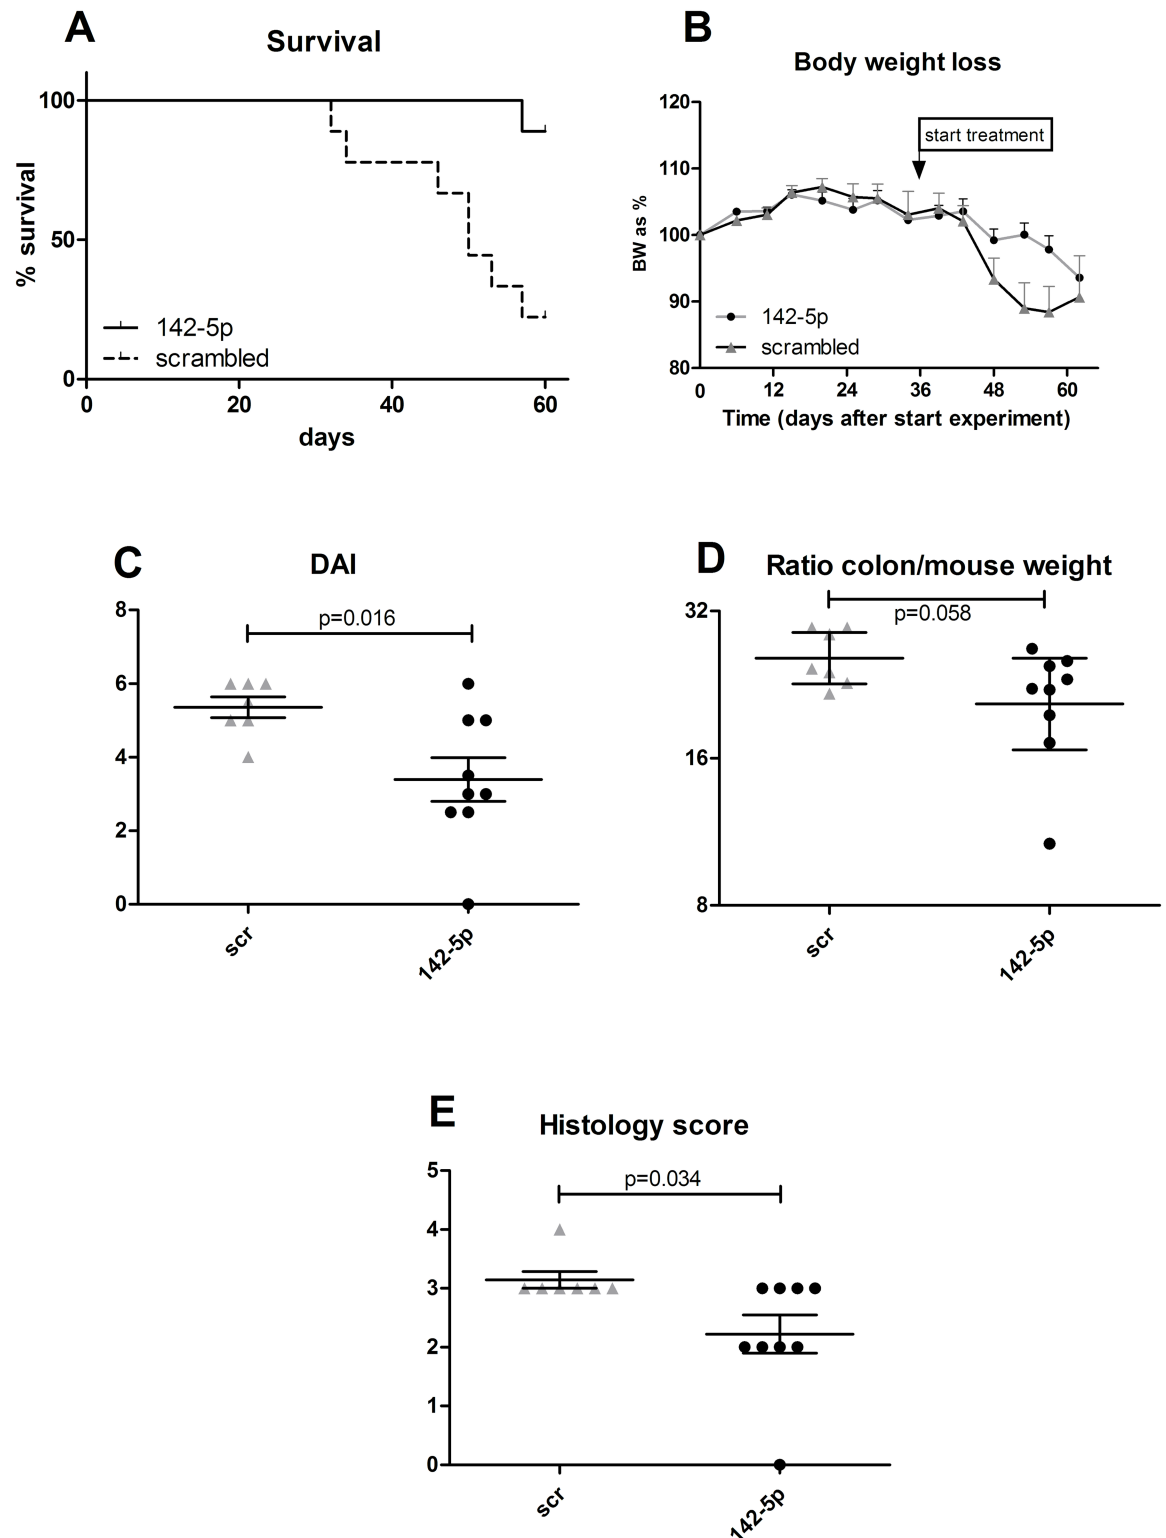 A
Survival
100
50
0
% survival
142-5p
scrambled
0 20 40 60
days
B
Body weight loss
120
110
100
90
80
BW as %
start treatment
142-5p
scrambled
0 12 24 36 48 60
Time (days after start experiment)
C
DAI
p=0.016
8
6
4
2
0
scr
142-5p
D
Ratio colon/mouse weight
p=0.058
32
16
8
scr
142-5p
E
Histology score
p=0.034
5
4
3
2
1
0
scr
142-5p